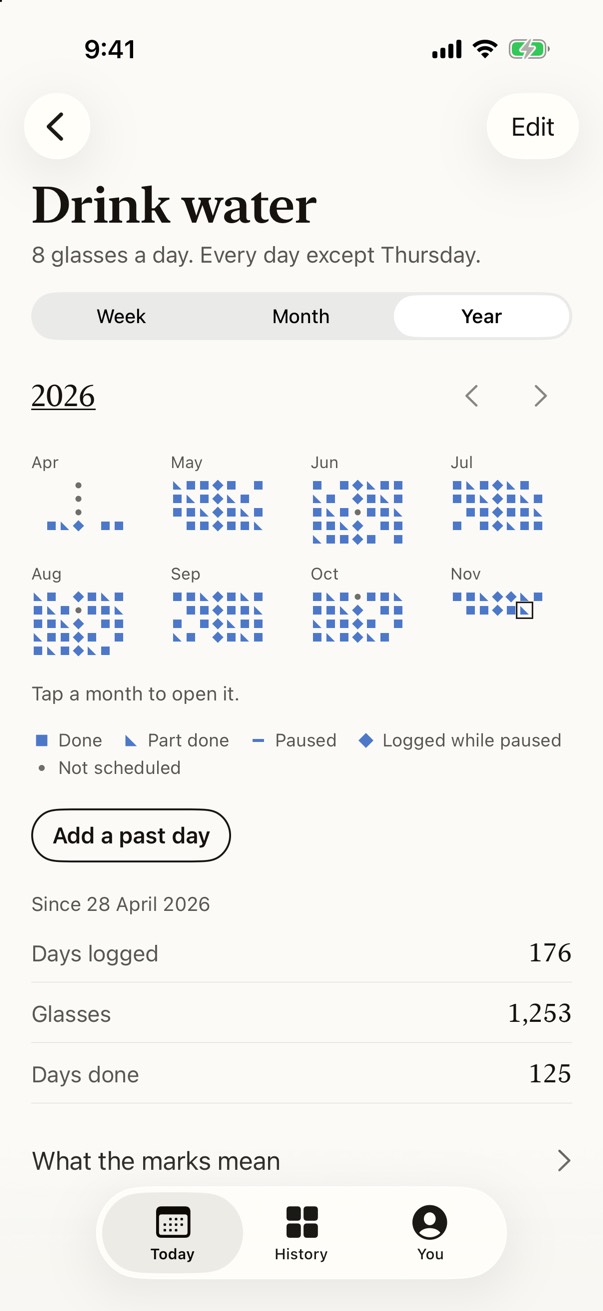 9:41
Edit
Drink water
8 glasses a day. Every day except Thursday.
Week Month Year
2026
Apr May Jun Jul
Aug Sep Oct Nov
Tap a month to open it.
Done Part done Paused Logged while paused
Not scheduled
Add a past day
Since 28 April 2026
Days logged 176
Glasses 1,253
Days done 125
What the marks mean
Today History You